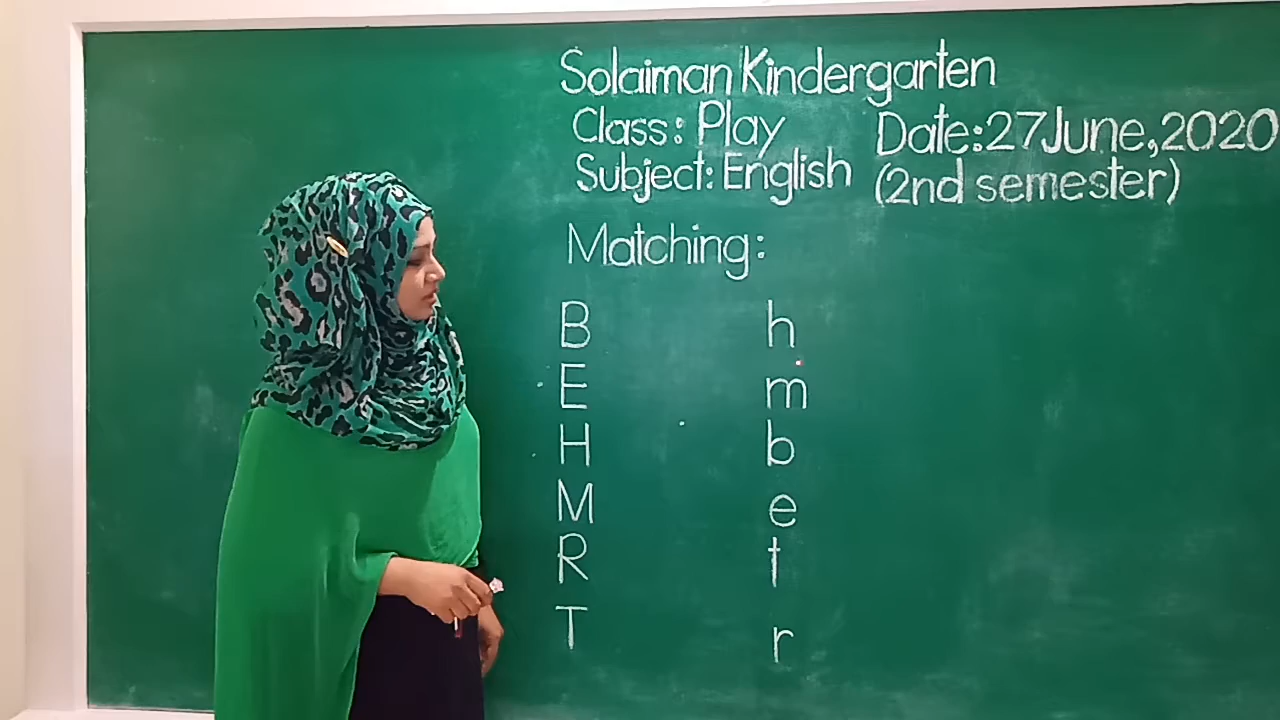 Solaiman Kindergarten
Class: Play Date:27June,2020
Subject: English (2nd semester)
Matching:
B h
E m
H b
M e
R t
T r